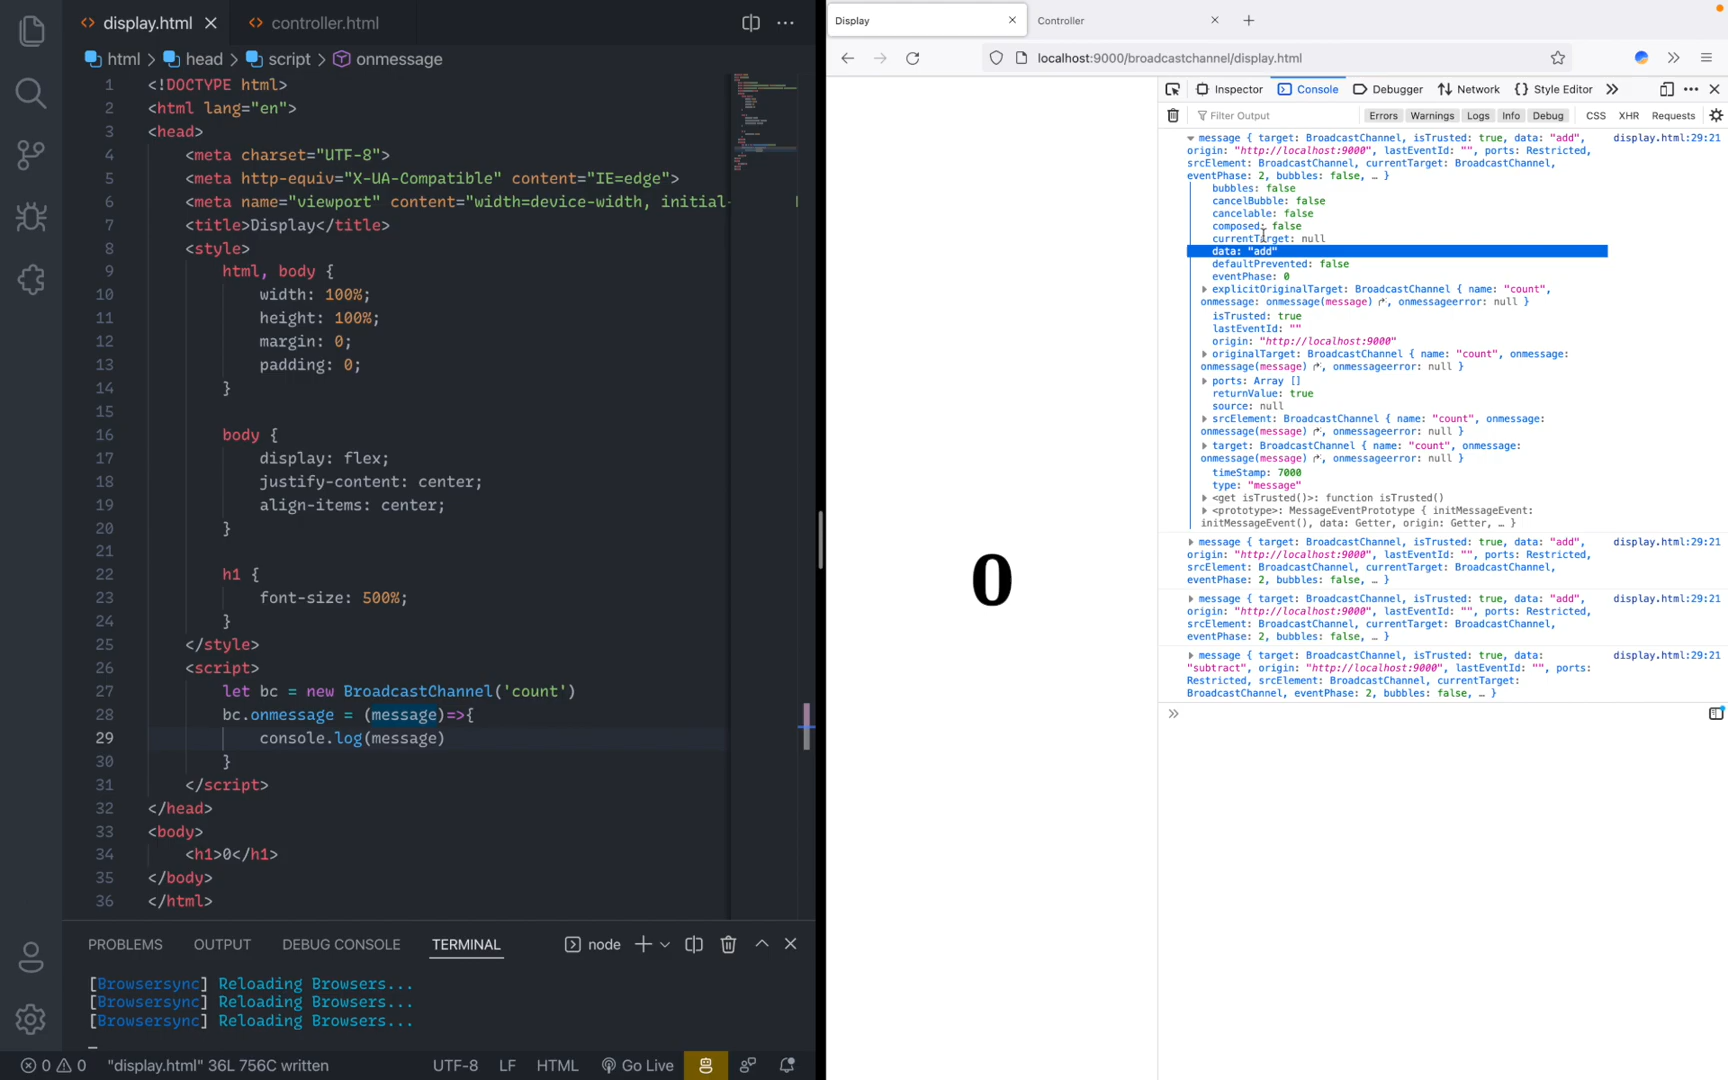 display.html
controller.html
html > head > script > onmessage
1 <!DOCTYPE html>
2 <html lang="en">
3 <head>
4 <meta charset="UTF-8">
5 <meta http-equiv="X-UA-Compatible" content="IE=edge">
6 <meta name="viewport" content="width=device-width, initial-
7 <title>Display</title>
8 <style>
9 html, body {
10 width: 100%;
11 height: 100%;
12 margin: 0;
13 padding: 0;
14 }
15
16 body {
17 display: flex;
18 justify-content: center;
19 align-items: center;
20 }
21
22 h1 {
23 font-size: 500%;
24 }
25 </style>
26 <script>
27 let bc = new BroadcastChannel('count')
28 bc.onmessage = (message)=>{
29 console.log(message)
30 }
31 </script>
32 </head>
33 <body>
34 <h1>0</h1>
35 </body>
36 </html>
PROBLEMS OUTPUT DEBUG CONSOLE TERMINAL node
[Browsersync] Reloading Browsers...
[Browsersync] Reloading Browsers...
[Browsersync] Reloading Browsers...
0 0 "display.html" 36L 756C written UTF-8 LF HTML Go Live
Display
Controller
localhost:9000/broadcastchannel/display.html
0
Inspector Console Debugger Network Style Editor
Filter Output Errors Warnings Logs Info Debug CSS XHR Requests
message { target: BroadcastChannel, isTrusted: true, data: "add", display.html:29:21
origin: "http://localhost:9000", lastEventId: "", ports: Restricted,
srcElement: BroadcastChannel, currentTarget: BroadcastChannel,
eventPhase: 2, bubbles: false, … }
bubbles: false
cancelBubble: false
cancelable: false
composed: false
currentTarget: null
data: "add"
defaultPrevented: false
eventPhase: 0
explicitOriginalTarget: BroadcastChannel { name: "count",
onmessage: onmessage(message), onmessageerror: null }
isTrusted: true
lastEventId: ""
origin: "http://localhost:9000"
originalTarget: BroadcastChannel { name: "count", onmessage:
onmessage(message), onmessageerror: null }
ports: Array []
returnValue: true
source: null
srcElement: BroadcastChannel { name: "count", onmessage:
onmessage(message), onmessageerror: null }
target: BroadcastChannel { name: "count", onmessage:
onmessage(message), onmessageerror: null }
timeStamp: 7000
type: "message"
<get isTrusted()>: function isTrusted()
<prototype>: MessageEventPrototype { initMessageEvent:
initMessageEvent(), data: Getter, origin: Getter, … }
message { target: BroadcastChannel, isTrusted: true, data: "add", display.html:29:21
origin: "http://localhost:9000", lastEventId: "", ports: Restricted,
srcElement: BroadcastChannel, currentTarget: BroadcastChannel,
eventPhase: 2, bubbles: false, … }
message { target: BroadcastChannel, isTrusted: true, data: "add", display.html:29:21
origin: "http://localhost:9000", lastEventId: "", ports: Restricted,
srcElement: BroadcastChannel, currentTarget: BroadcastChannel,
eventPhase: 2, bubbles: false, … }
message { target: BroadcastChannel, isTrusted: true, data: display.html:29:21
"subtract", origin: "http://localhost:9000", lastEventId: "", ports:
Restricted, srcElement: BroadcastChannel, currentTarget:
BroadcastChannel, eventPhase: 2, bubbles: false, … }